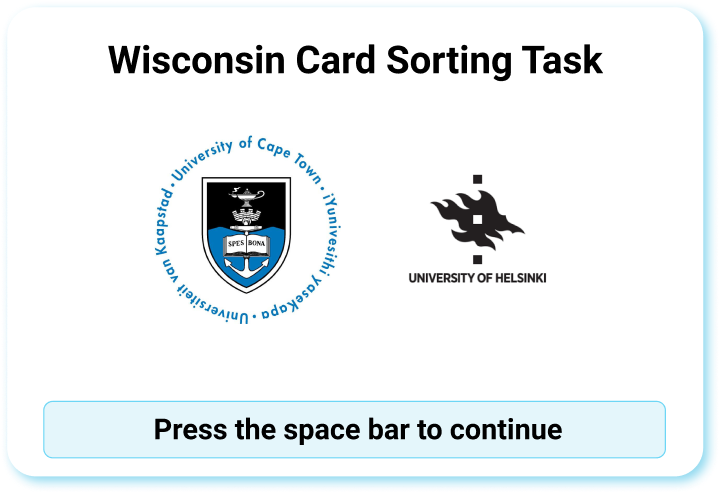 Wisconsin Card Sorting Task
• University of Cape Town • iYunivesithi yaseKapa • Universiteit van Kaapstad
SPES BONA
UNIVERSITY OF HELSINKI
Press the space bar to continue